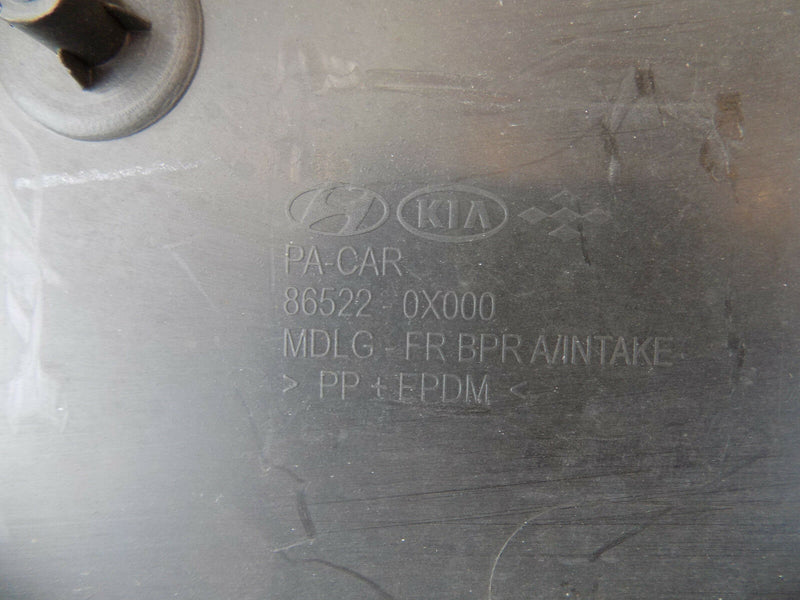 KIA
PA-CAR
86522 - 0X000
MDLG - FR BPR A/INTAKE
> PP + EPDM <